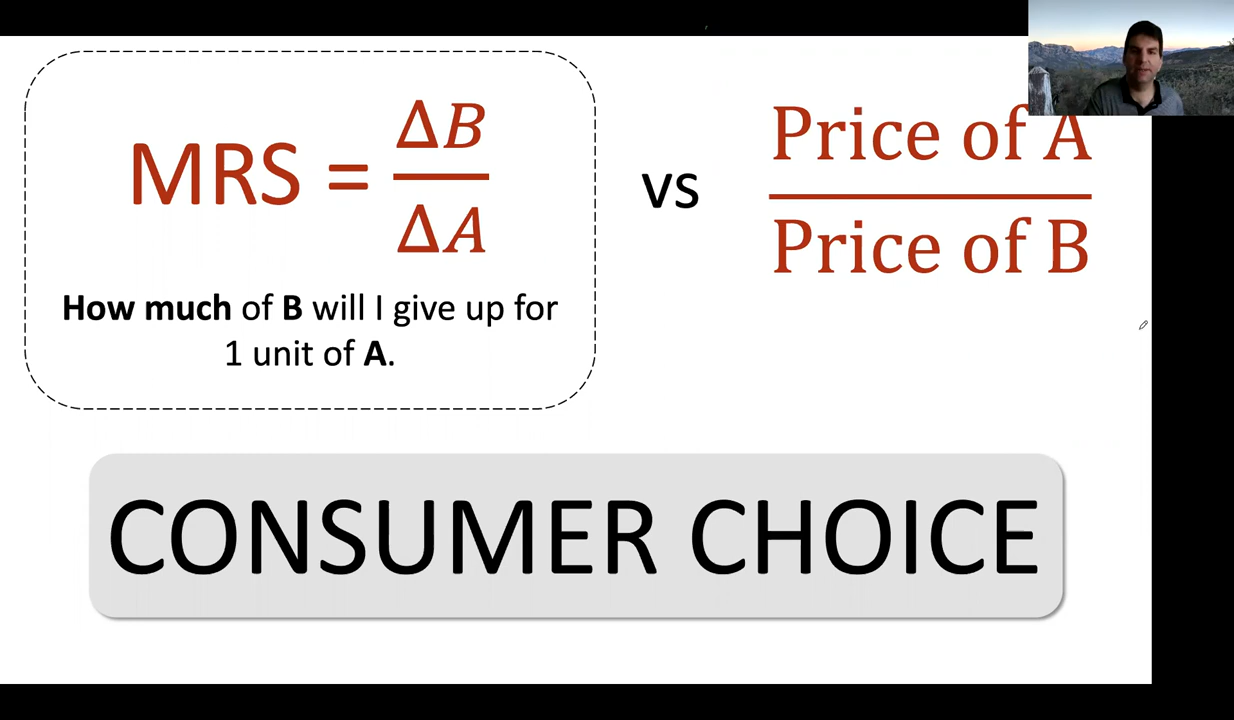 MRS = ΔB/ΔA
How much of B will I give up for
1 unit of A.
vs
Price of A
Price of B
CONSUMER CHOICE